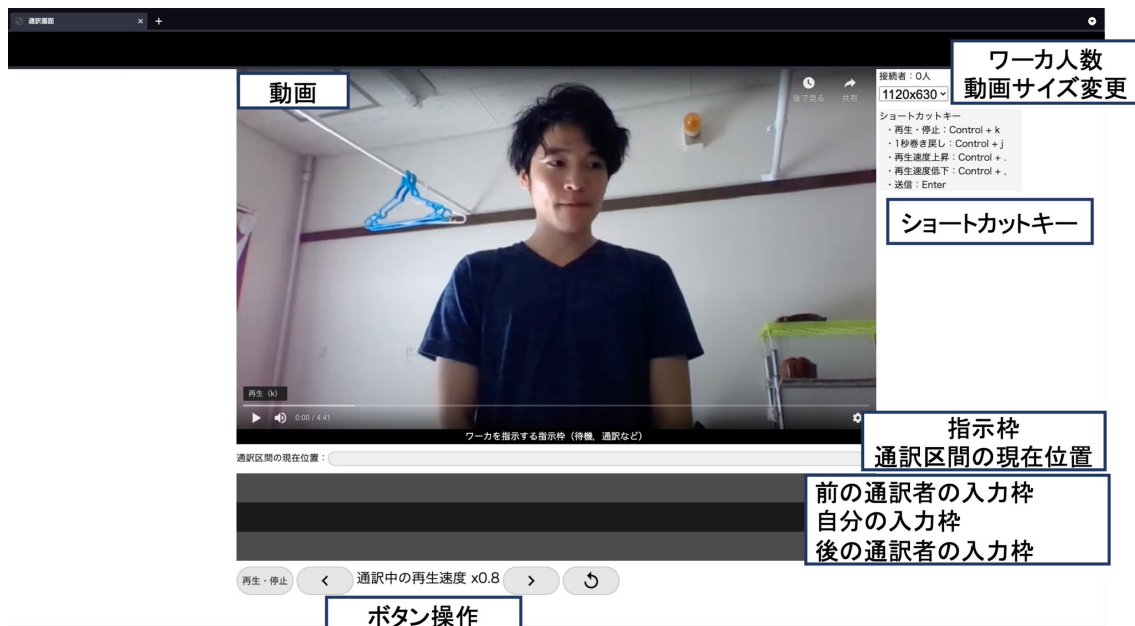 通訳画面
動画
後で見る
共有
接続者：0人
1120x630
ワーカ人数
動画サイズ変更
ショートカットキー
・再生・停止：Control + k
・1秒巻き戻し：Control + j
・再生速度上昇：Control + .
・再生速度低下：Control + ,
・送信：Enter
ショートカットキー
再生（k）
0:00 / 4:41
ワーカを指示する指示枠（待機，通訳など）
指示枠
通訳区間の現在位置
通訳区間の現在位置：
前の通訳者の入力枠
自分の入力枠
後の通訳者の入力枠
再生・停止
通訳中の再生速度 x0.8
ボタン操作